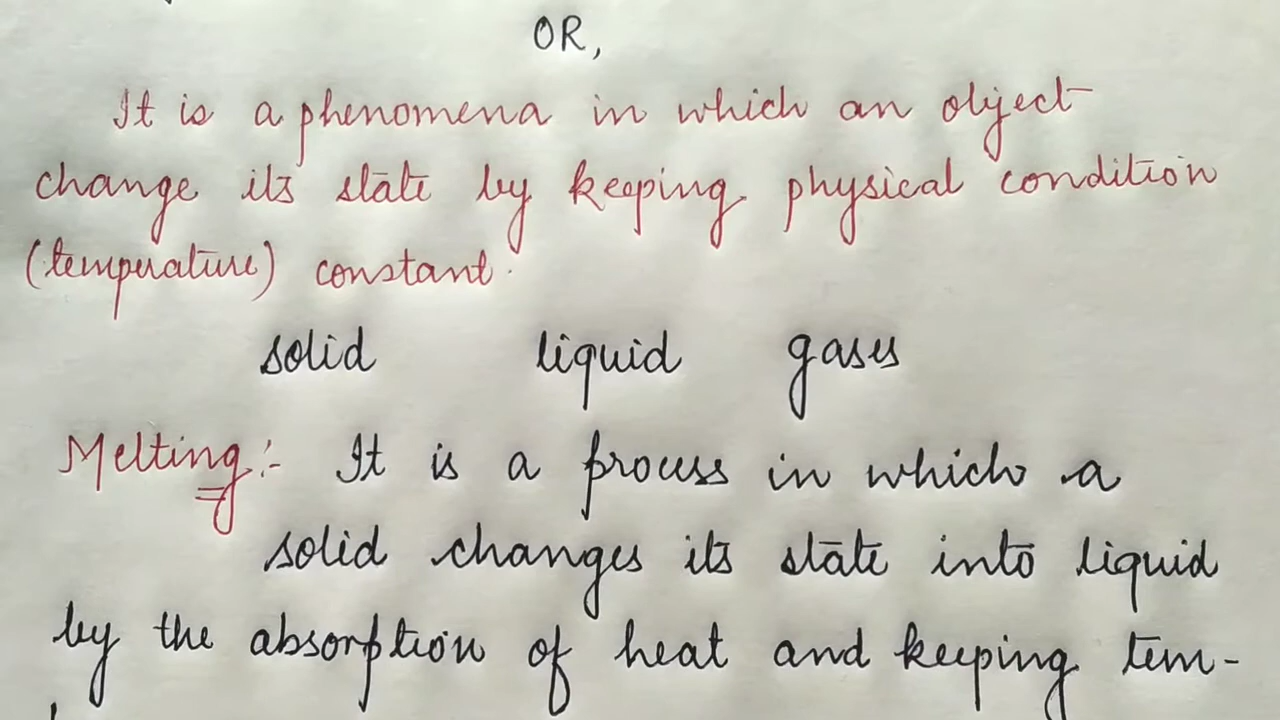 OR,
It is a phenomena in which an object
change its state by keeping physical condition
(temperature) constant.
solid liquid gases
Melting:- It is a process in which a
solid changes its state into liquid
by the absorption of heat and keeping tem-